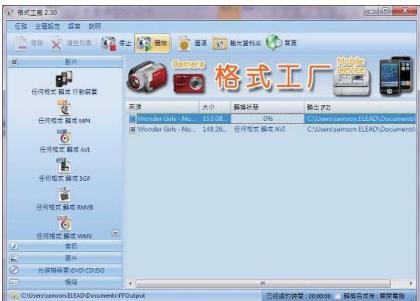 格式工廠 2.30
任務 主題設定 語言 說明
移除 清空列表 停止 開始 選項 輸出資料夾 首頁
影片
任何格式 轉成 行動裝置
任何格式 轉成 MP4
任何格式 轉成 AVI
任何格式 轉成 3GP
任何格式 轉成 RMVB
任何格式 轉成 WMV
音訊
圖片
光碟機裝置\DVD\CD\ISO
進階
Camera
格式工厂
Mobile Device
來源 大小 轉換狀態 輸出 [F2]
Wonder Girls - No... 153.08... 0% C:\Users\samson.ELEAD\Documents\
Wonder Girls - No... 148.26... 任何格式 轉成 AVI C:\Users\samson.ELEAD\Documents\
C:\Users\samson.ELEAD\Documents\FFOutput 已經過的時間 : 00:00:06 轉換完成後 : 關閉電腦